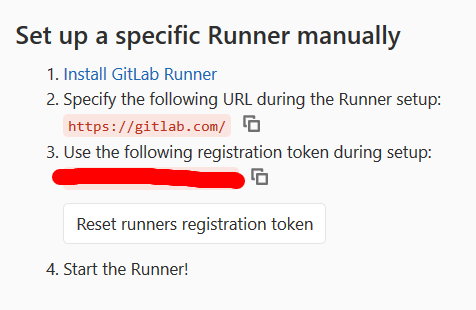 Set up a specific Runner manually
1. Install GitLab Runner
2. Specify the following URL during the Runner setup:
https://gitlab.com/
3. Use the following registration token during setup:
Reset runners registration token
4. Start the Runner!